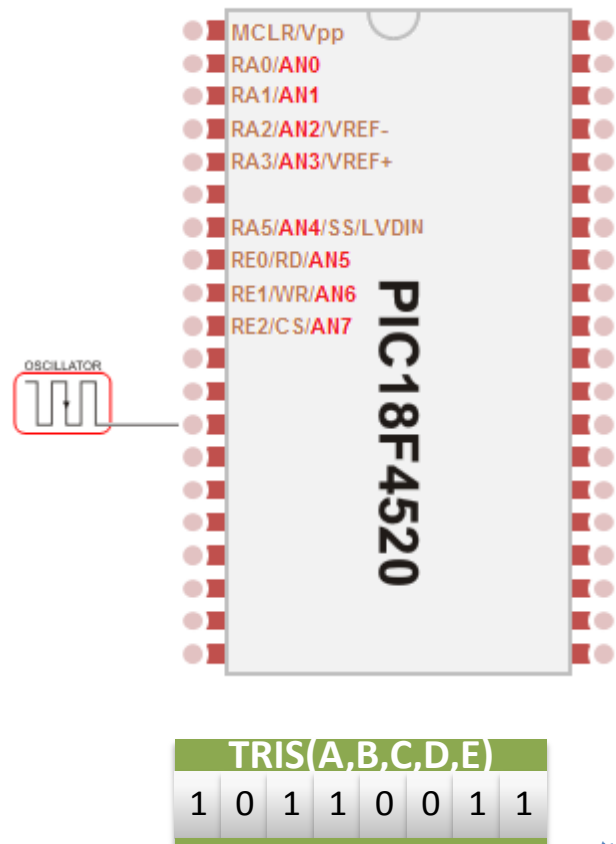 MCLR/Vpp
RA0/AN0
RA1/AN1
RA2/AN2/VREF-
RA3/AN3/VREF+
RA5/AN4/SS/LVDIN
RE0/RD/AN5
RE1/WR/AN6
RE2/CS/AN7
PIC18F4520
OSCILLATOR
TRIS(A,B,C,D,E)
1 0 1 1 0 0 1 1